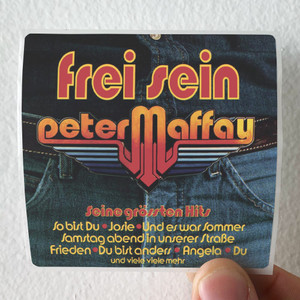 frei sein
peter Maffay
Seine grössten Hits
So bist Du • Josie • Und es war Sommer
Samstag abend in unserer Straße
Frieden • Du bist anders • Angela • Du
und viele viele mehr